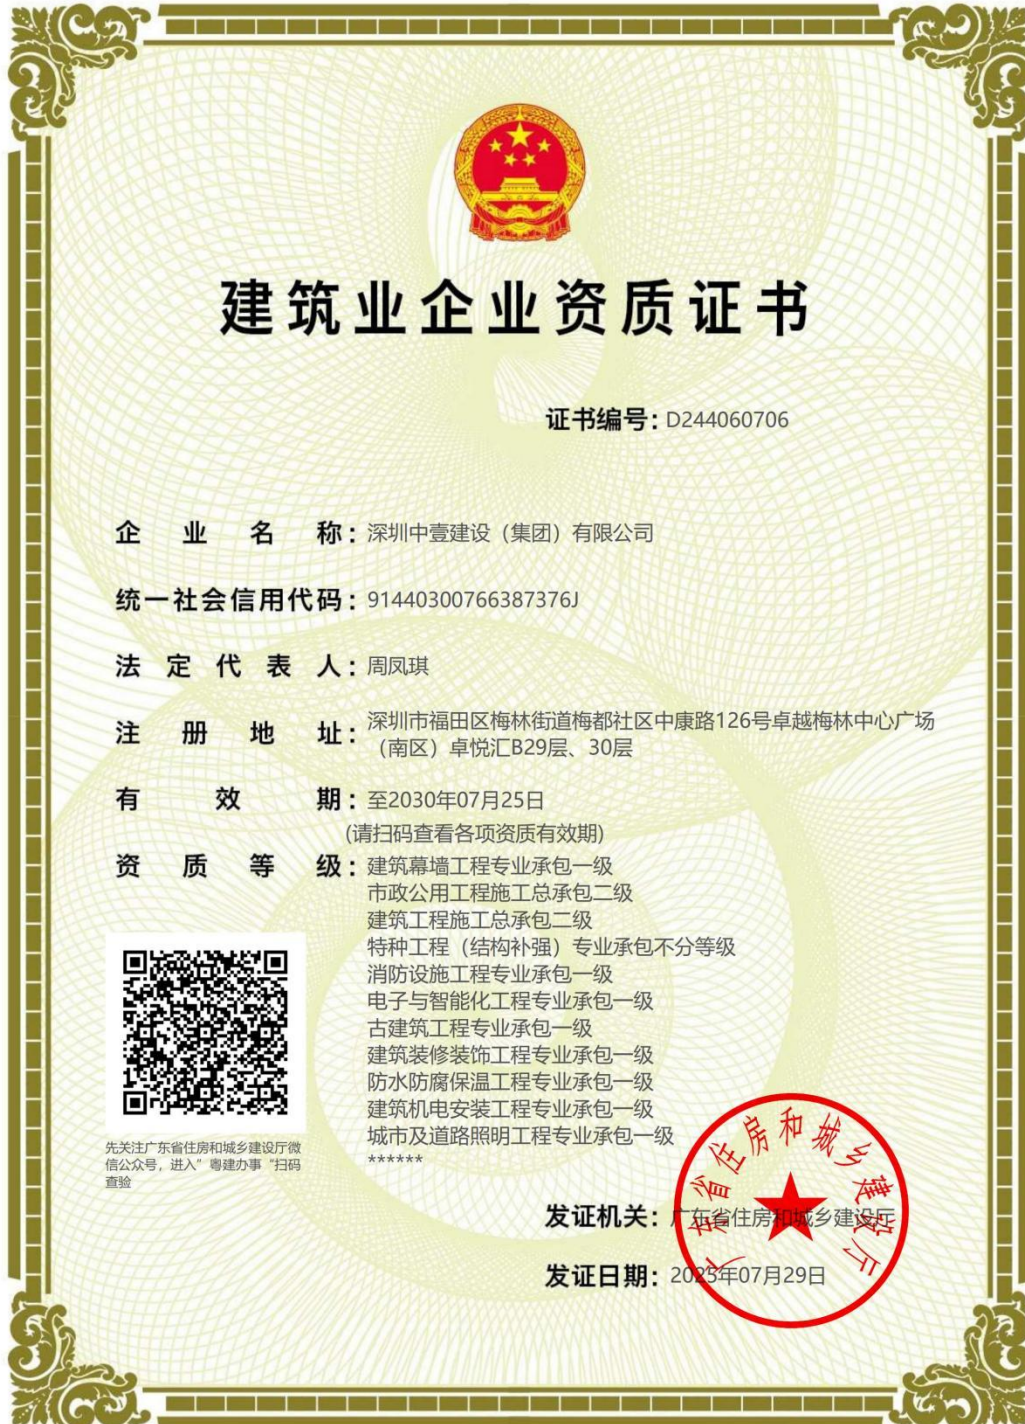 建筑业企业资质证书
证书编号：D244060706
企业名称：深圳中壹建设（集团）有限公司
统一社会信用代码：91440300766387376J
法定代表人：周凤琪
注册地址：深圳市福田区梅林街道梅都社区中康路126号卓越梅林中心广场
（南区）卓悦汇B29层、30层
有效期：至2030年07月25日
(请扫码查看各项资质有效期)
资质等级：建筑幕墙工程专业承包一级
市政公用工程施工总承包二级
建筑工程施工总承包二级
特种工程（结构补强）专业承包不分等级
消防设施工程专业承包一级
电子与智能化工程专业承包一级
古建筑工程专业承包一级
建筑装修装饰工程专业承包一级
防水防腐保温工程专业承包一级
建筑机电安装工程专业承包一级
城市及道路照明工程专业承包一级
******
先关注广东省住房和城乡建设厅微
信公众号，进入”粤建办事“扫码
查验
发证机关：广东省住房和城乡建设厅
发证日期：2025年07月29日
广东省住房和城乡建设厅